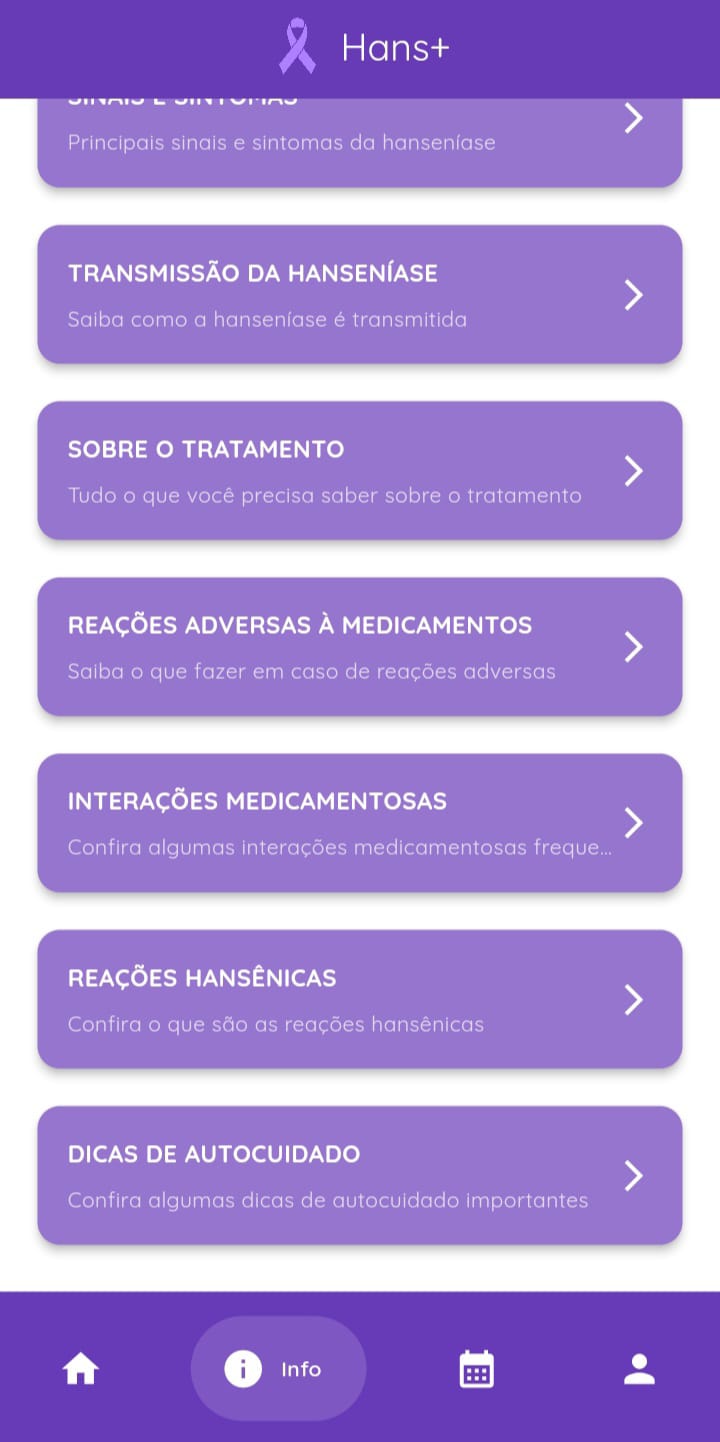 Hans+
SINAIS E SINTOMAS
Principais sinais e sintomas da hanseníase
TRANSMISSÃO DA HANSENÍASE
Saiba como a hanseníase é transmitida
SOBRE O TRATAMENTO
Tudo o que você precisa saber sobre o tratamento
REAÇÕES ADVERSAS À MEDICAMENTOS
Saiba o que fazer em caso de reações adversas
INTERAÇÕES MEDICAMENTOSAS
Confira algumas interações medicamentosas freque...
REAÇÕES HANSÊNICAS
Confira o que são as reações hansênicas
DICAS DE AUTOCUIDADO
Confira algumas dicas de autocuidado importantes
Info